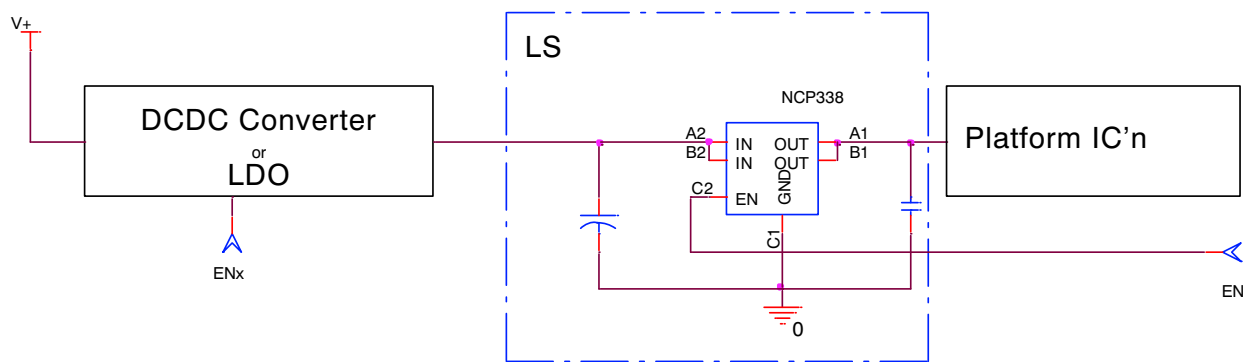 V+
LS
NCP338
DCDC Converter
or
LDO
A2
IN
OUT
A1
B2
IN
OUT
B1
C2
EN
GND
C1
Platform IC'n
ENx
EN
0